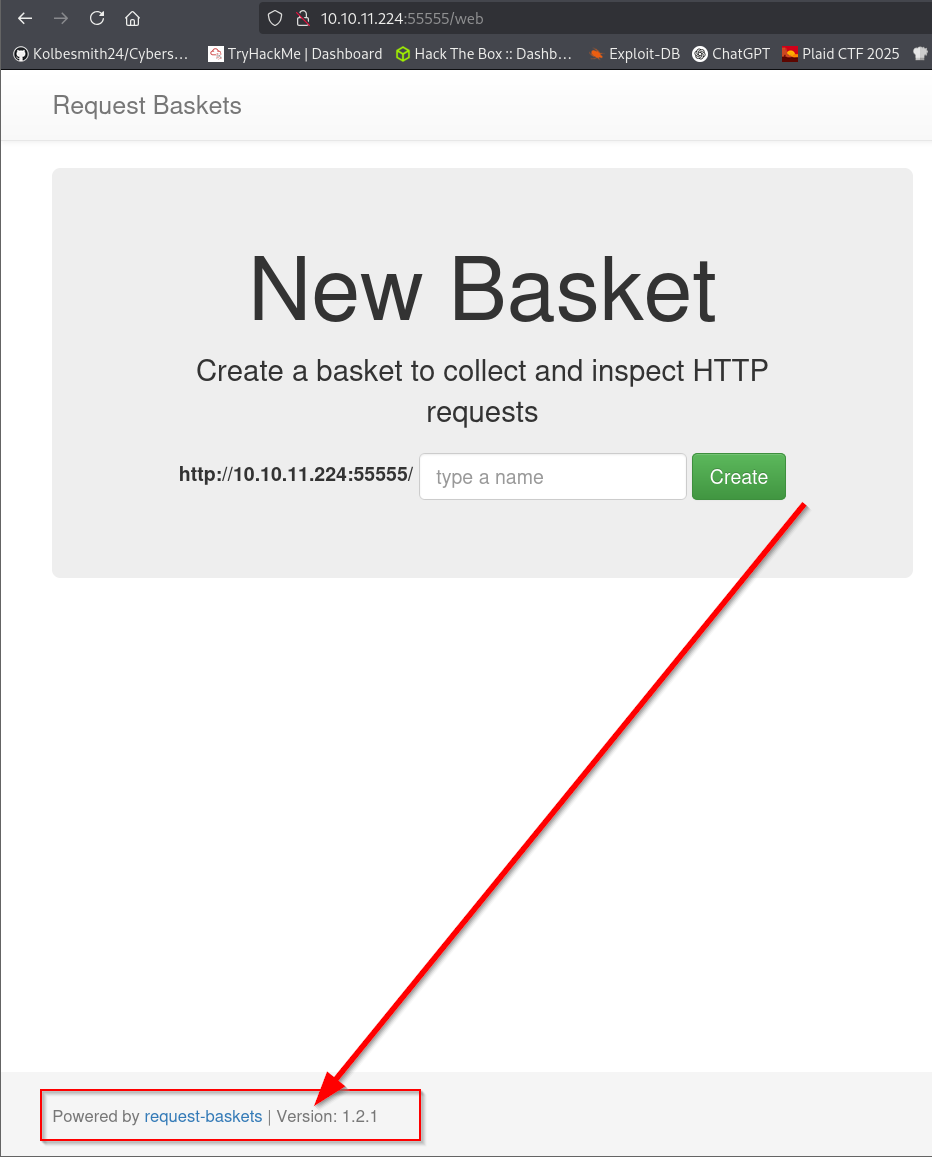 10.10.11.224:55555/web
Kolbesmith24/Cybers… TryHackMe | Dashboard Hack The Box :: Dashb… Exploit-DB ChatGPT Plaid CTF 2025
Request Baskets
New Basket
Create a basket to collect and inspect HTTP
requests
http://10.10.11.224:55555/ type a name Create
Powered by request-baskets | Version: 1.2.1